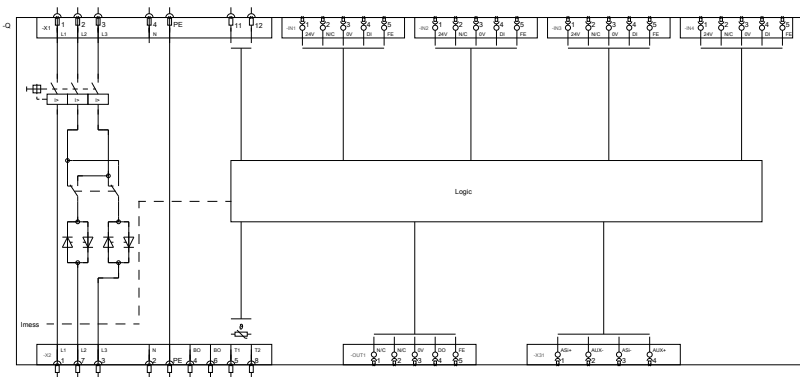 -Q
-X1
1 2 3 4 PE 11 12
L1 L2 L3 N
-IN1
1 2 3 4 5
24V N/C 0V DI FE
-IN2
1 2 3 4 5
24V N/C 0V DI FE
-IN3
1 2 3 4 5
24V N/C 0V DI FE
-IN4
1 2 3 4 5
24V N/C 0V DI FE
I> I> I>
Logic
Imess
ϑ
-X2
L1 L2 L3 N BO BO T1 T2
1 7 3 2 PE 4 6 5 8
-OUT1
N/C N/C 0V DO FE
1 2 3 4 5
-X31
ASi+ AUX- ASi- AUX+
1 2 3 4